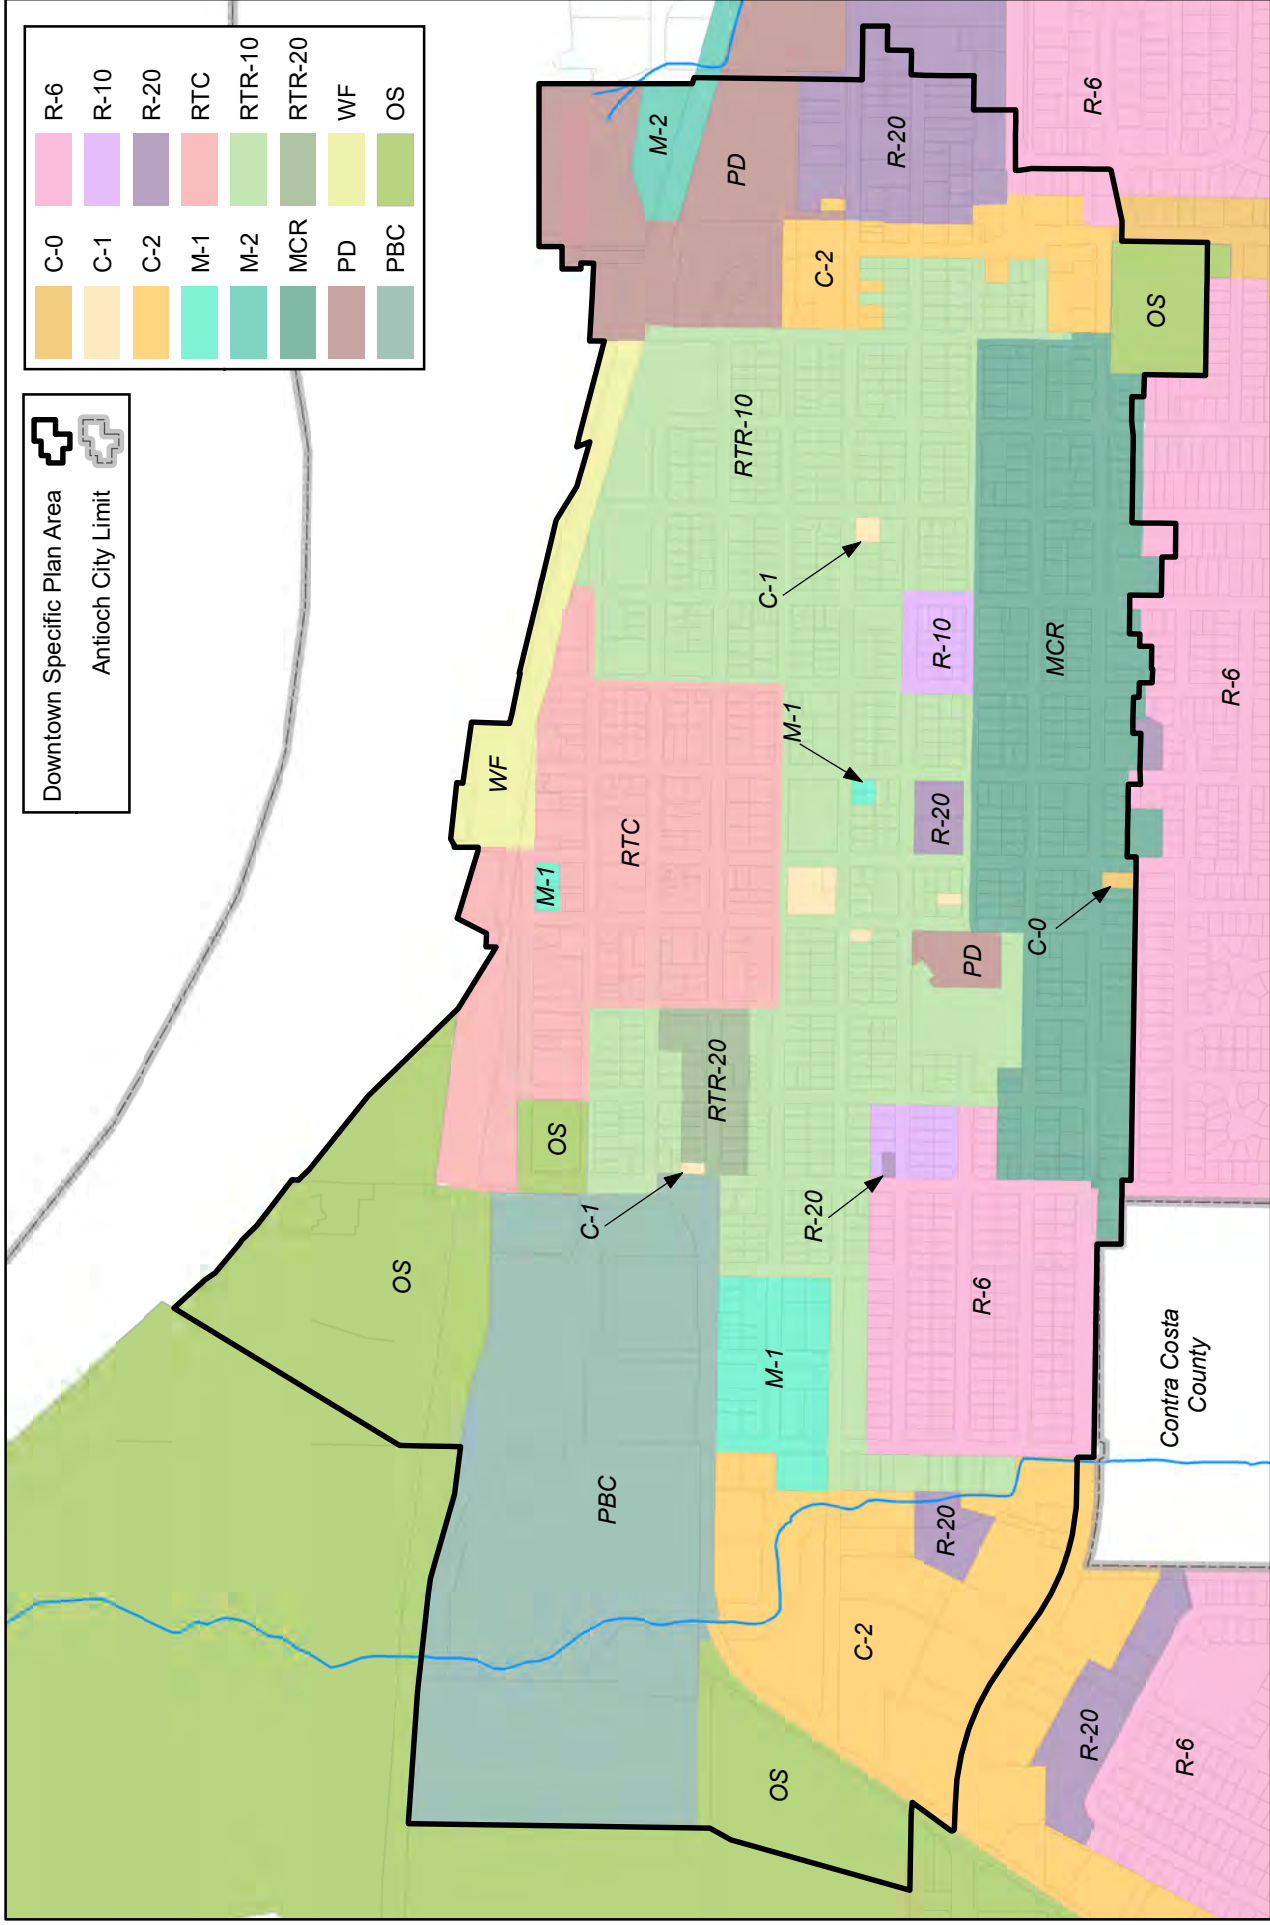 Downtown Specific Plan Area
Antioch City Limit
C-0 R-6
C-1 R-10
C-2 R-20
M-1 RTC
M-2 RTR-10
MCR RTR-20
PD WF
PBC OS
OS
WF
M-1
OS
C-1
PBC
RTC
M-2
RTR-20
PD
RTR-10
C-1
M-1
OS
M-1
R-20
C-2
C-2
R-20
R-20
R-10
R-20
PD
R-6
C-0
MCR
R-20
R-6
OS
Contra Costa
County
R-6
R-6